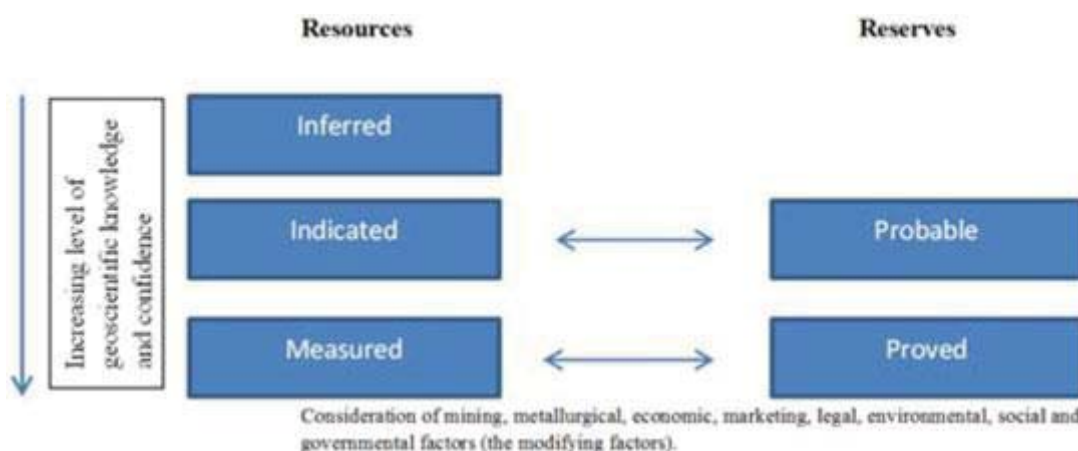 Resources
Reserves
Increasing level of
geoscientific knowledge
and confidence
Inferred
Indicated
Probable
Measured
Proved
Consideration of mining, metallurgical, economic, marketing, legal, environmental, social and
governmental factors (the modifying factors).